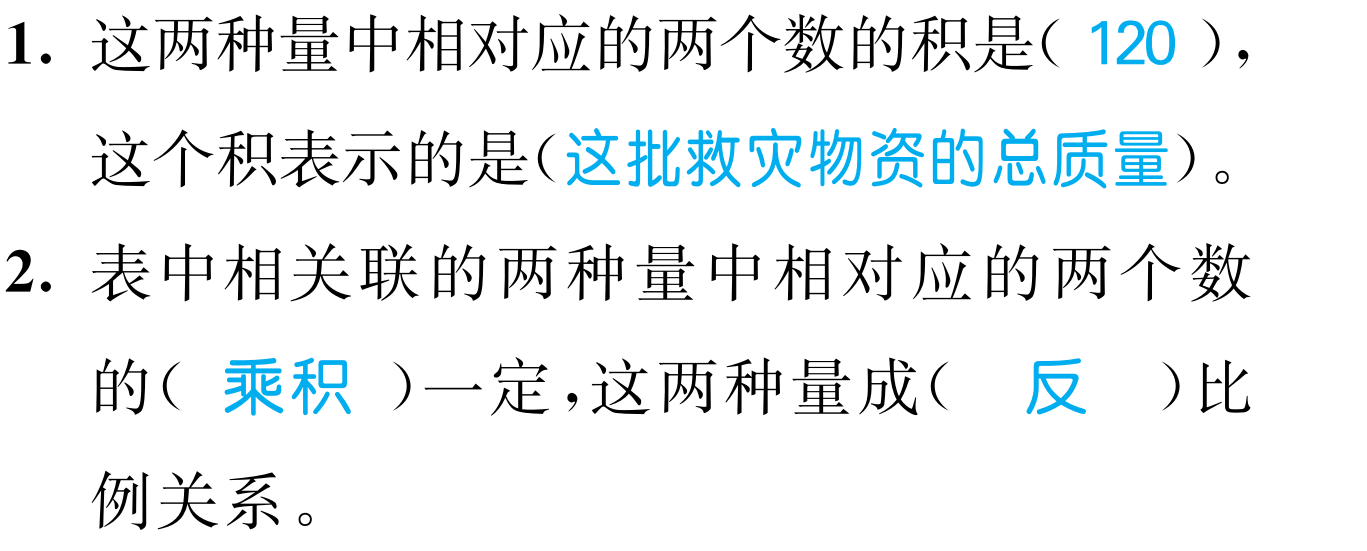 1. 这两种量中相对应的两个数的积是( 120 ),
这个积表示的是(这批救灾物资的总质量)。
2. 表中相关联的两种量中相对应的两个数
的( 乘积 )一定,这两种量成( 反 )比
例关系。